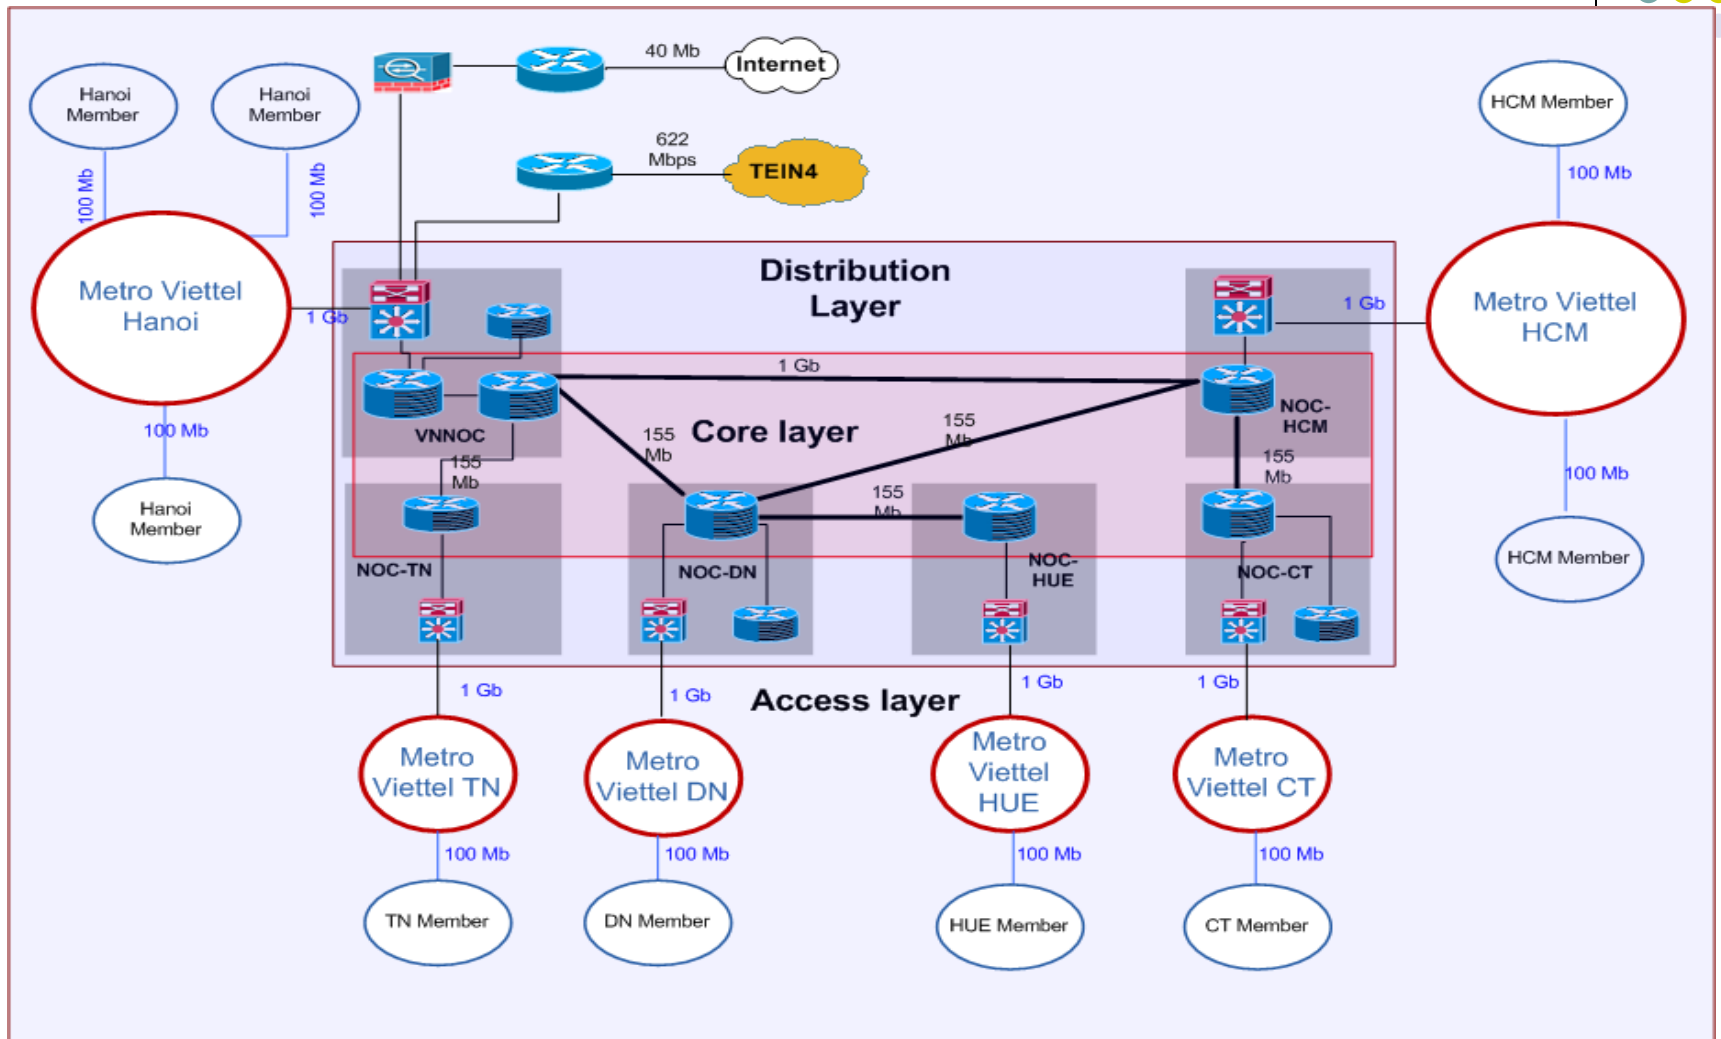 40 Mb
Internet
Hanoi
Member
Hanoi
Member
HCM Member
622
Mbps
TEIN4
100 Mb
100 Mb
100 Mb
Metro Viettel
Hanoi
1 Gb
Distribution
Layer
1 Gb
Metro Viettel
HCM
1 Gb
VNNOC
155
Mb
Core layer
155
Mb
NOC-
HCM
100 Mb
155
Mb
155
Mb
155
Mb
100 Mb
Hanoi
Member
HCM Member
NOC-TN
NOC-DN
NOC-
HUE
NOC-CT
1 Gb
1 Gb
Access layer
1 Gb
1 Gb
Metro
Viettel TN
Metro
Viettel DN
Metro
Viettel
HUE
Metro
Viettel CT
100 Mb
100 Mb
100 Mb
100 Mb
TN Member
DN Member
HUE Member
CT Member